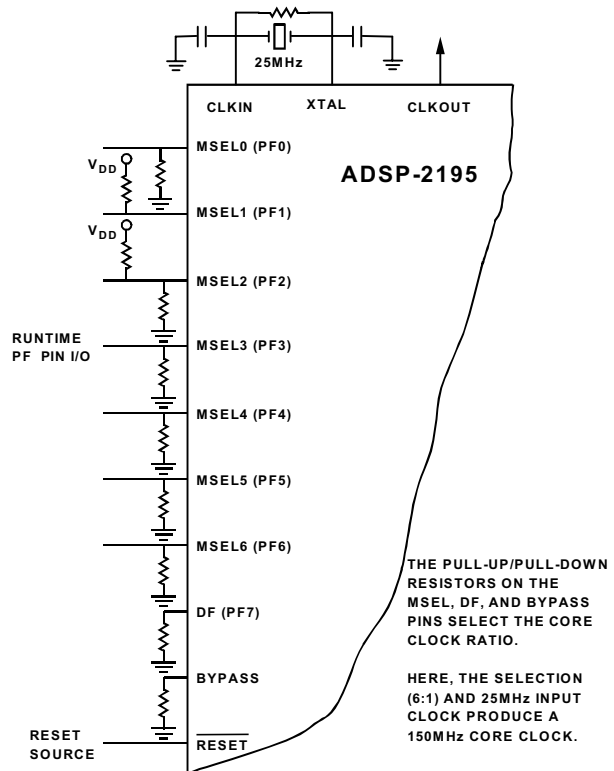 25MHz
CLKIN
XTAL
CLKOUT
ADSP-2195
MSEL0 (PF0)
VDD
MSEL1 (PF1)
VDD
MSEL2 (PF2)
RUNTIME
PF PIN I/O
MSEL3 (PF3)
MSEL4 (PF4)
MSEL5 (PF5)
MSEL6 (PF6)
DF (PF7)
BYPASS
RESET
SOURCE
RESET
THE PULL-UP/PULL-DOWN
RESISTORS ON THE
MSEL, DF, AND BYPASS
PINS SELECT THE CORE
CLOCK RATIO.
HERE, THE SELECTION
(6:1) AND 25MHz INPUT
CLOCK PRODUCE A
150MHz CORE CLOCK.